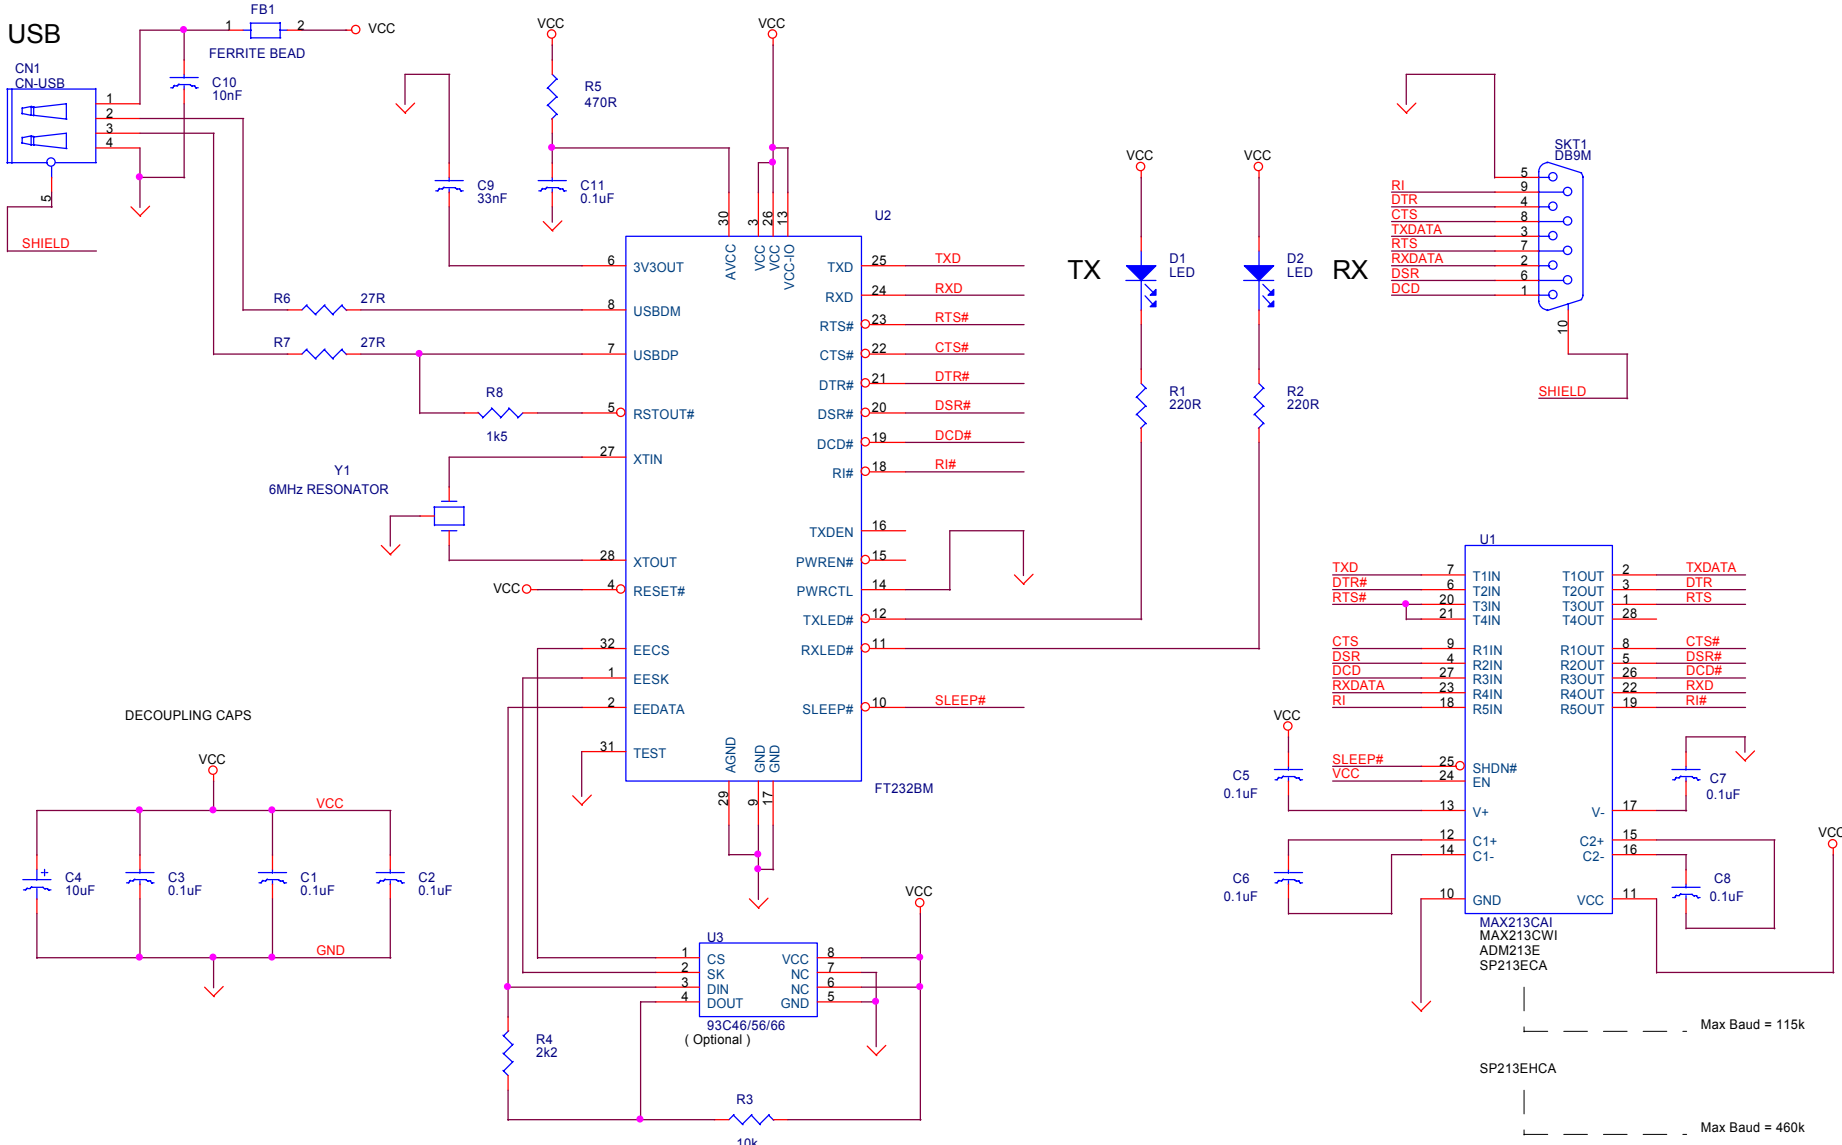 USB
CN1
CN-USB
1
2
3
4
5
SHIELD
FB1
1
2
VCC
FERRITE BEAD
C10
10nF
C9
33nF
VCC
R5
470R
C11
0.1uF
VCC
R6
27R
R7
27R
R8
1k5
Y1
6MHz RESONATOR
VCC
U2
30
3
26
13
AVCC
VCC
VCC
VCC-IO
6
3V3OUT
8
USBDM
7
USBDP
5
RSTOUT#
27
XTIN
28
XTOUT
4
RESET#
32
EECS
1
EESK
2
EEDATA
31
TEST
TXD
25
TXD
RXD
24
RXD
RTS#
23
RTS#
CTS#
22
CTS#
DTR#
21
DTR#
DSR#
20
DSR#
DCD#
19
DCD#
RI#
18
RI#
TXDEN
16
PWREN#
15
PWRCTL
14
TXLED#
12
RXLED#
11
SLEEP#
10
SLEEP#
AGND
GND
GND
29
9
17
FT232BM
TX
VCC
D1
LED
R1
220R
VCC
D2
LED
R2
220R
RX
SKT1
DB9M
5
RI
9
DTR
4
CTS
8
TXDATA
3
RTS
7
RXDATA
2
DSR
6
DCD
1
10
SHIELD
U1
TXD
7
T1IN
T1OUT
2
TXDATA
DTR#
6
T2IN
T2OUT
3
DTR
RTS#
20
T3IN
T3OUT
1
RTS
21
T4IN
T4OUT
28
CTS
9
R1IN
R1OUT
8
CTS#
DSR
4
R2IN
R2OUT
5
DSR#
DCD
27
R3IN
R3OUT
26
DCD#
RXDATA
23
R4IN
R4OUT
22
RXD
RI
18
R5IN
R5OUT
19
RI#
VCC
SLEEP#
25
SHDN#
VCC
24
EN
C5
0.1uF
13
V+
V-
17
C7
0.1uF
12
C1+
C2+
15
14
C1-
C2-
16
C6
0.1uF
C8
0.1uF
VCC
10
GND
VCC
11
MAX213CAI
MAX213CWI
ADM213E
SP213ECA
Max Baud = 115k
SP213EHCA
Max Baud = 460k
DECOUPLING CAPS
VCC
VCC
+
C4
10uF
C3
0.1uF
C1
0.1uF
C2
0.1uF
GND
VCC
U3
1
CS
VCC
8
2
SK
NC
7
3
DIN
NC
6
4
DOUT
GND
5
93C46/56/66
( Optional )
R4
2k2
R3
10k